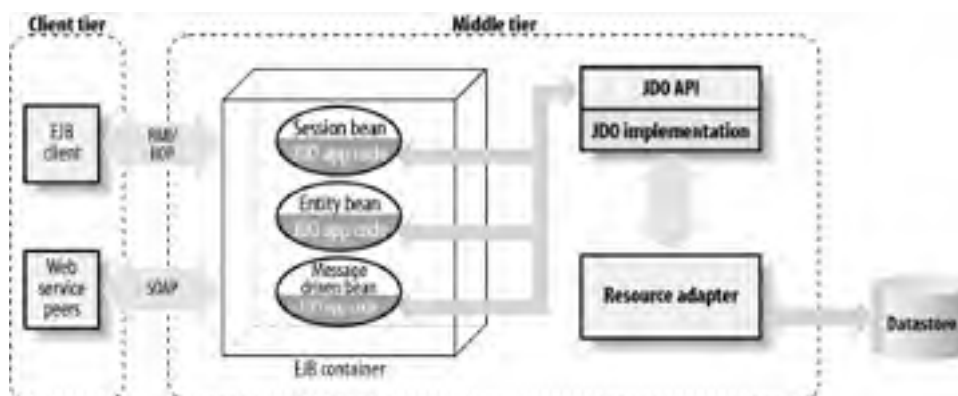 Client tier
Middle tier
EJB
client
RMI/
IIOP
Session bean
JDO app code
JDO API
JDO implementation
Entity bean
JDO app code
Web
service
peers
SOAP
Message
driven bean
JDO app code
Resource adapter
Datastore
EJB container